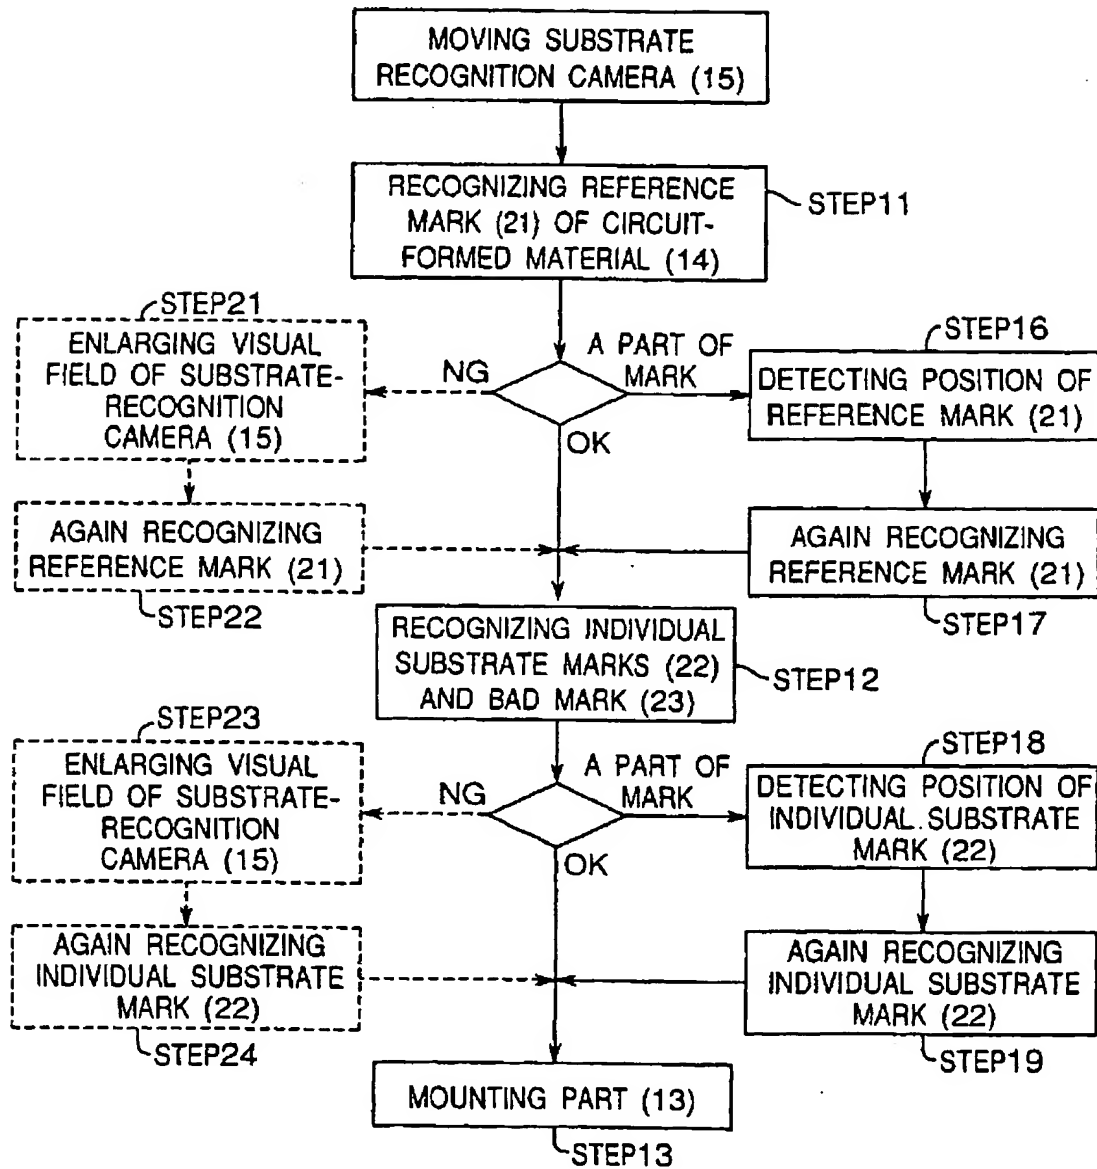 MOVING SUBSTRATE
RECOGNITION CAMERA (15)
RECOGNIZING REFERENCE
MARK (21) OF CIRCUIT-
FORMED MATERIAL (14)
STEP11
STEP21
ENLARGING VISUAL
FIELD OF SUBSTRATE-
RECOGNITION
CAMERA (15)
NG
A PART OF
MARK
OK
STEP16
DETECTING POSITION OF
REFERENCE MARK (21)
AGAIN RECOGNIZING
REFERENCE MARK (21)
STEP22
AGAIN RECOGNIZING
REFERENCE MARK (21)
STEP17
RECOGNIZING INDIVIDUAL
SUBSTRATE MARKS (22)
AND BAD MARK (23)
STEP12
STEP23
ENLARGING VISUAL
FIELD OF SUBSTRATE-
RECOGNITION
CAMERA (15)
NG
A PART OF
MARK
OK
STEP18
DETECTING POSITION OF
INDIVIDUAL SUBSTRATE
MARK (22)
AGAIN RECOGNIZING
INDIVIDUAL SUBSTRATE
MARK (22)
STEP24
AGAIN RECOGNIZING
INDIVIDUAL SUBSTRATE
MARK (22)
STEP19
MOUNTING PART (13)
STEP13